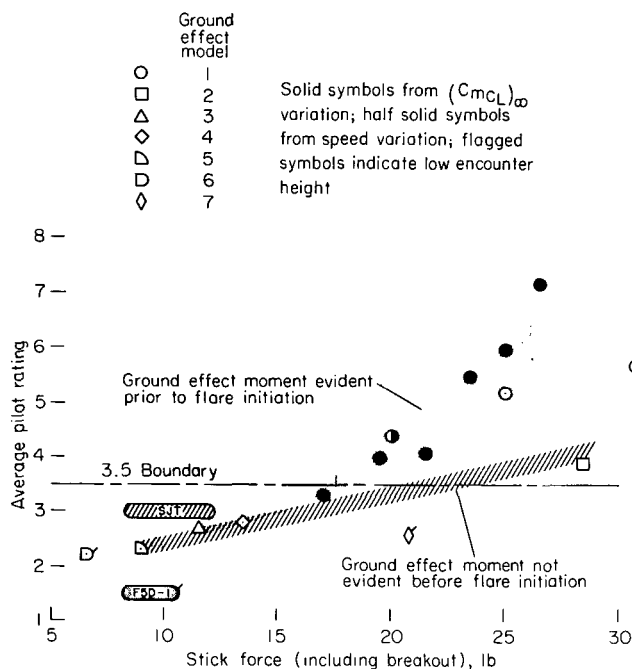 Ground
effect
model
1
2
3
4
5
6
7
Solid symbols from (CmCL)∞
variation; half solid symbols
from speed variation; flagged
symbols indicate low encounter
height
8
7
6
5
4
3
2
1
Average pilot rating
Ground effect moment evident
prior to flare initiation
3.5 Boundary
SJT
F5D-1
Ground effect moment not
evident before flare initiation
5
10
15
20
25
30
Stick force (including breakout), lb